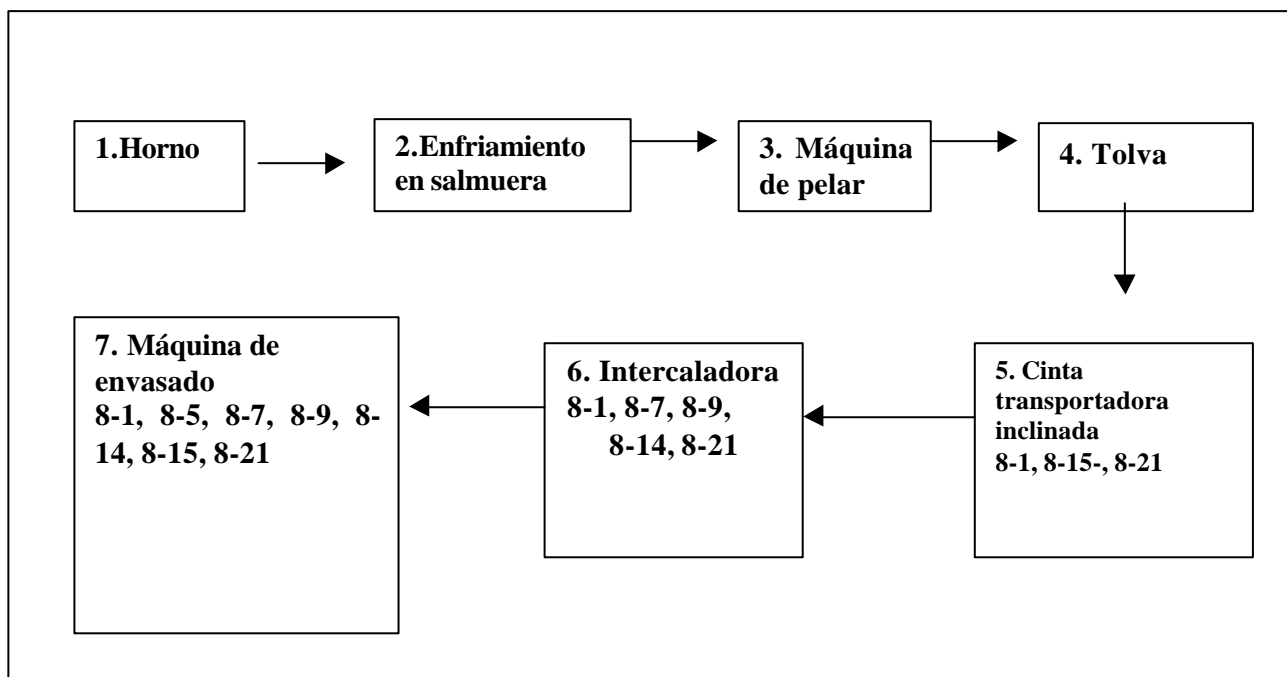 1.Horno
2.Enfriamiento
en salmuera
3. Máquina
de pelar
4. Tolva
5. Cinta
transportadora
inclinada
8-1, 8-15-, 8-21
6. Intercaladora
8-1, 8-7, 8-9,
8-14, 8-21
7. Máquina de
envasado
8-1, 8-5, 8-7, 8-9, 8-
14, 8-15, 8-21